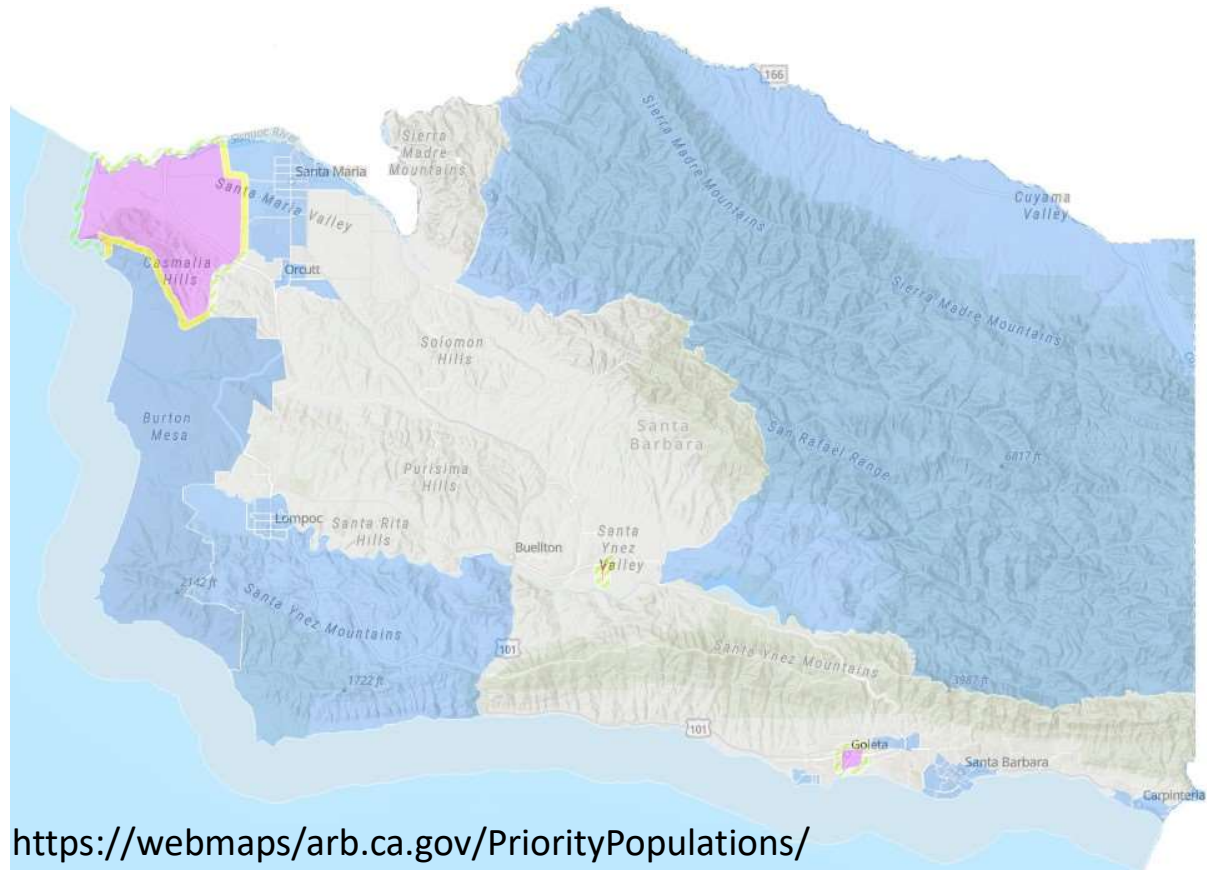 166
Sisquoc River
Sierra
Madre
Mountains
Sierra Madre Mountains
Santa Maria
Santa Maria Valley
Cuyama
Valley
Casmalia
Hills
Orcutt
Sierra Madre Mountains
Solomon
Hills
Burton
Mesa
Santa
Barbara
San Rafael Range
6817 ft
Purisima
Hills
Lompoc
Santa Rita
Hills
Buellton
Santa
Ynez
Valley
2142 ft
Santa Ynez Mountains
101
Santa Ynez Mountains
1722 ft
3987 ft
101
Goleta
Santa Barbara
Carpinteria
https://webmaps/arb.ca.gov/PriorityPopulations/